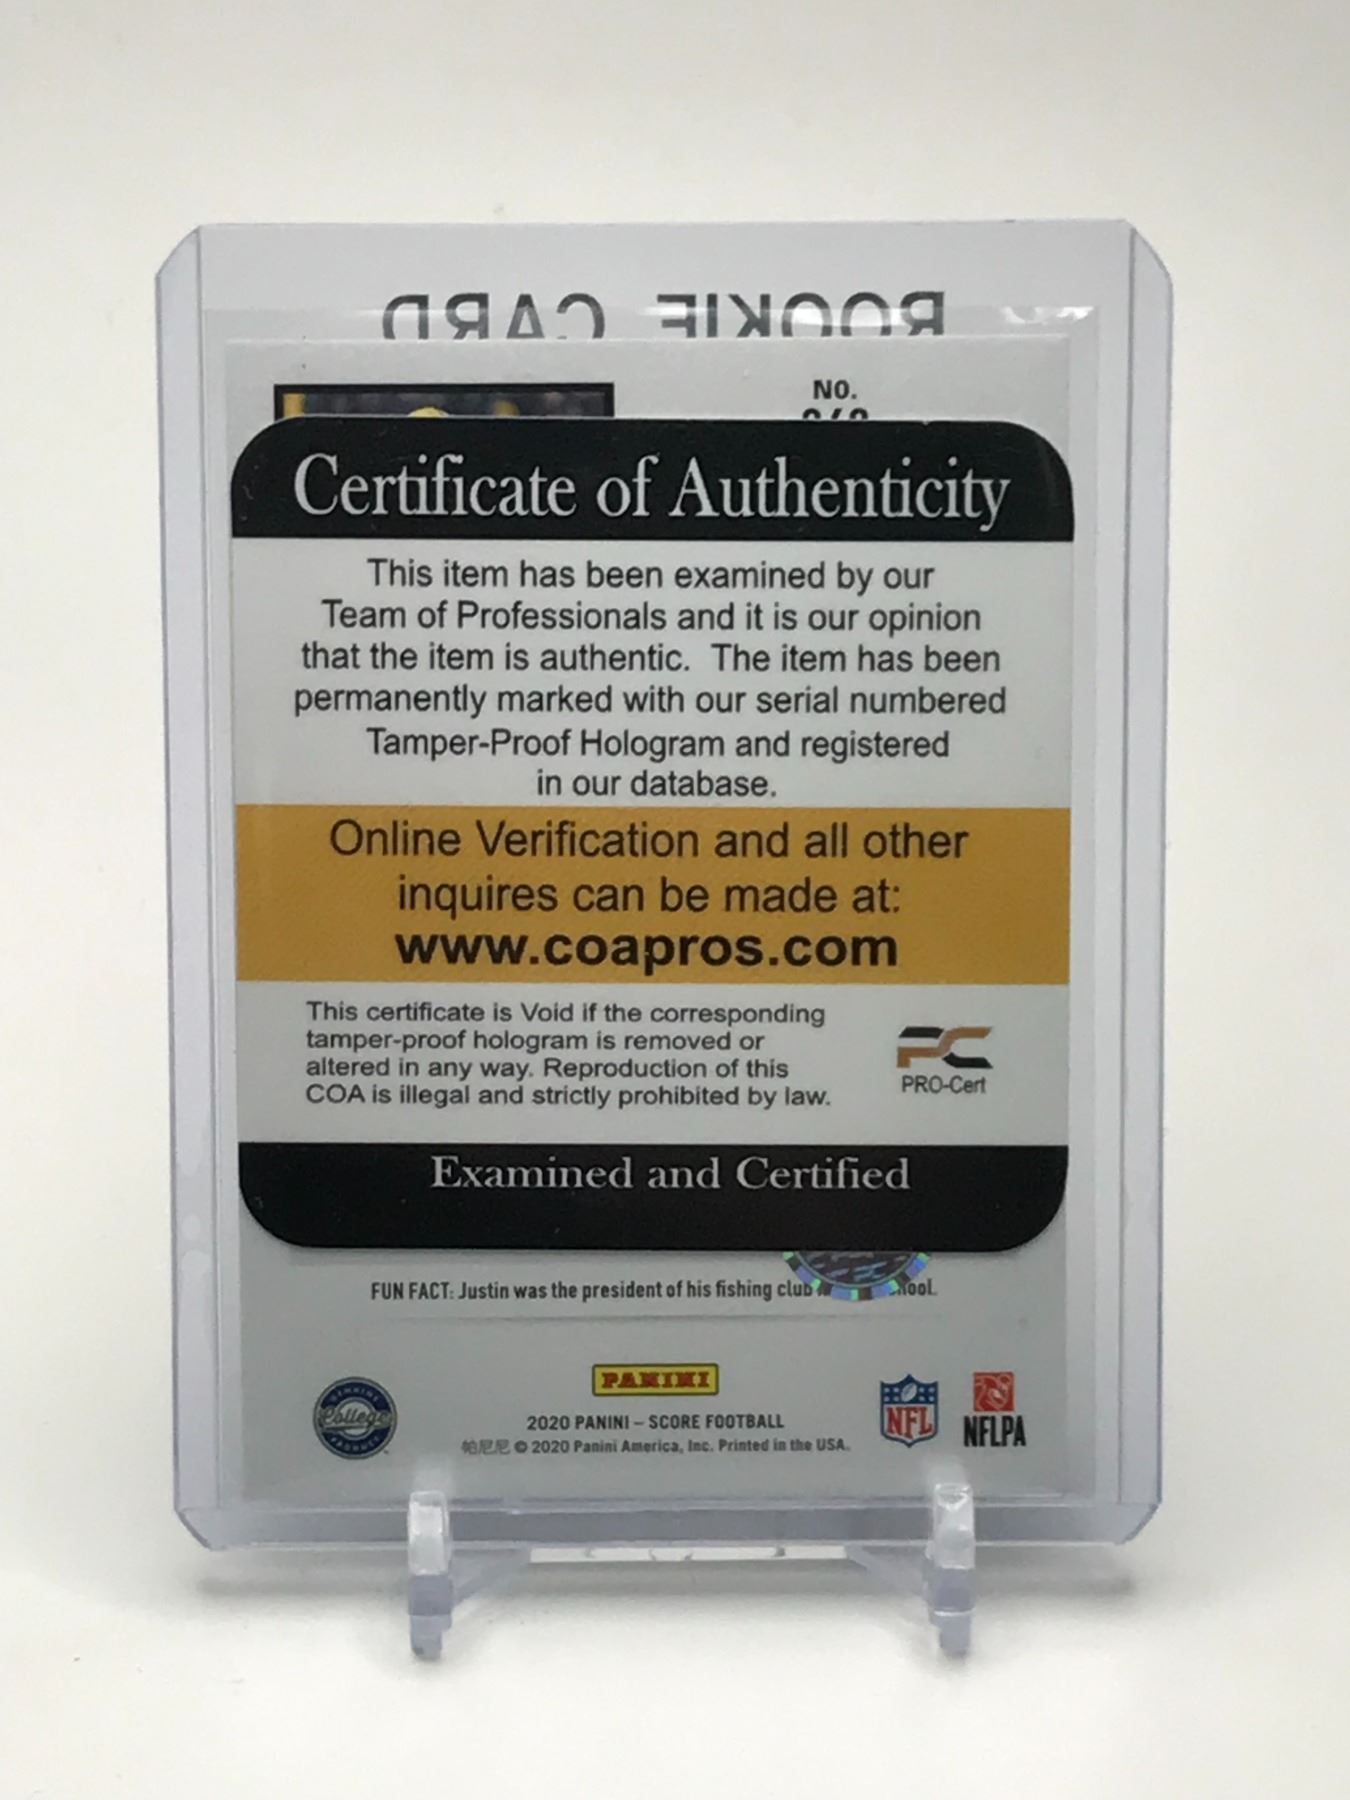 ROOKIE CARD
NO.
Certificate of Authenticity
This item has been examined by our
Team of Professionals and it is our opinion
that the item is authentic. The item has been
permanently marked with our serial numbered
Tamper-Proof Hologram and registered
in our database.
Online Verification and all other
inquires can be made at:
www.coapros.com
This certificate is Void if the corresponding
tamper-proof hologram is removed or
altered in any way. Reproduction of this
COA is illegal and strictly prohibited by law.
PC
PRO-Cert
Examined and Certified
FUN FACT: Justin was the president of his fishing club
PANINI
2020 PANINI – SCORE FOOTBALL
帕尼尼 © 2020 Panini America, Inc. Printed in the USA.
GENUINE
College
PRODUCT
NFL
NFLPA